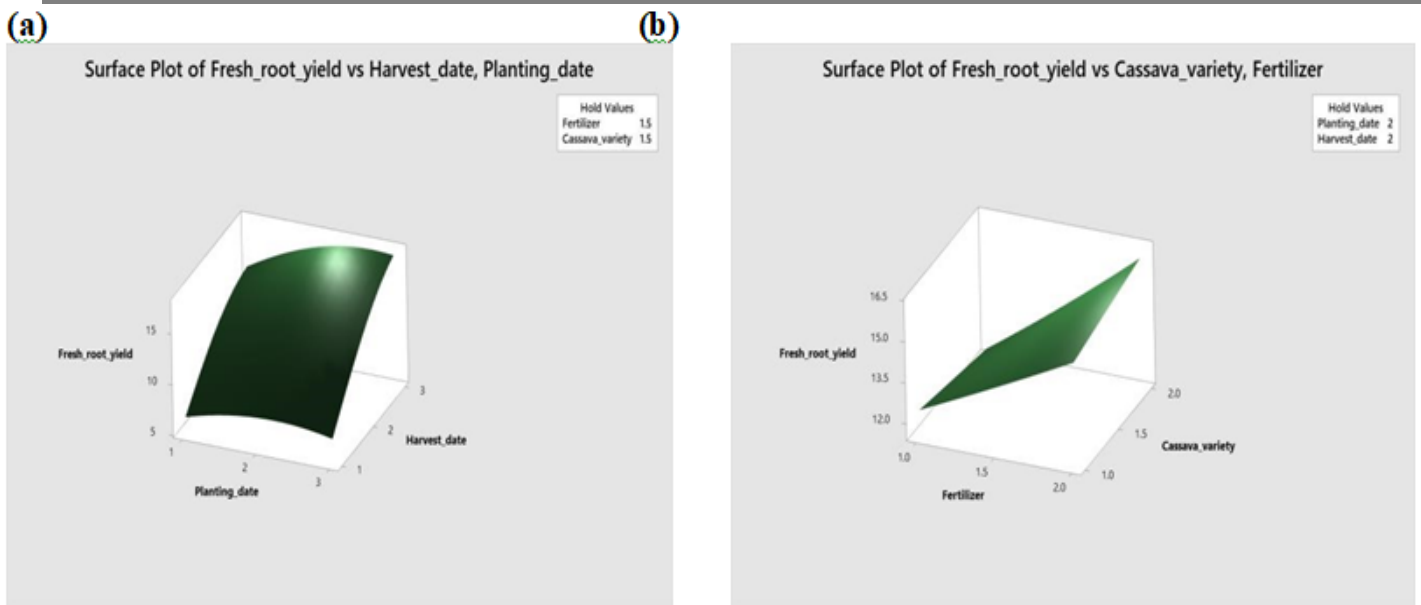 (a)
Surface Plot of Fresh_root_yield vs Harvest_date, Planting_date
Hold Values
Fertilizer 1.5
Cassava_variety 1.5
15
Fresh_root_yield
10
5
3
2
Harvest_date
1
1
2
3
Planting_date
(b)
Surface Plot of Fresh_root_yield vs Cassava_variety, Fertilizer
Hold Values
Planting_date 2
Harvest_date 2
16.5
15.0
Fresh_root_yield
13.5
12.0
2.0
1.5
Cassava_variety
1.0
1.0
1.5
2.0
Fertilizer